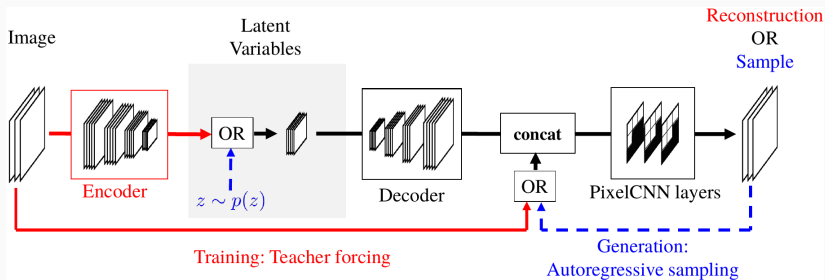 Reconstruction
OR
Sample
Image
Latent
Variables
OR
z ∼ p(z)
Encoder
Decoder
concat
OR
PixelCNN layers
Training: Teacher forcing
Generation:
Autoregressive sampling